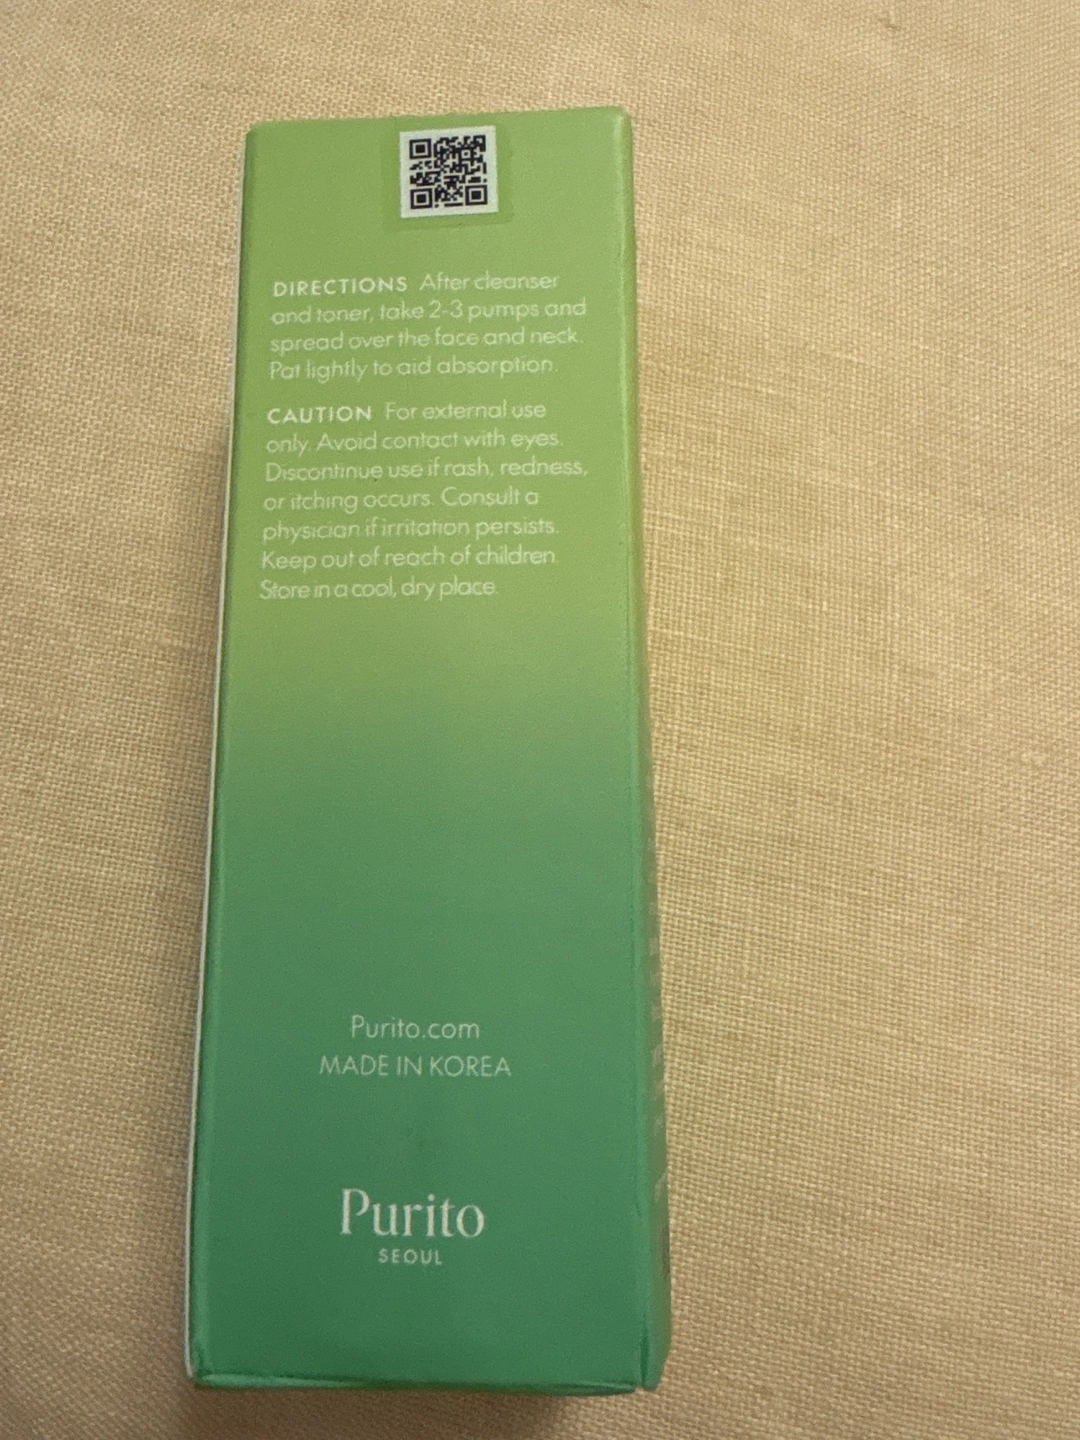 DIRECTIONS After cleanser
and toner, take 2-3 pumps and
spread over the face and neck.
Pat lightly to aid absorption.
CAUTION For external use
only. Avoid contact with eyes.
Discontinue use if rash, redness,
or itching occurs. Consult a
physician if irritation persists.
Keep out of reach of children.
Store in a cool, dry place.
Purito.com
MADE IN KOREA
Purito
SEOUL